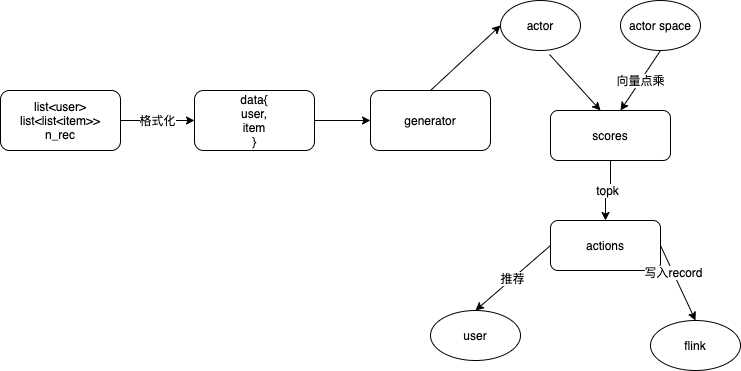 list<user>
list<list<item>>
n_rec
格式化
data{
user,
item
}
generator
actor
actor space
向量点乘
scores
topk
actions
推荐
写入record
user
flink